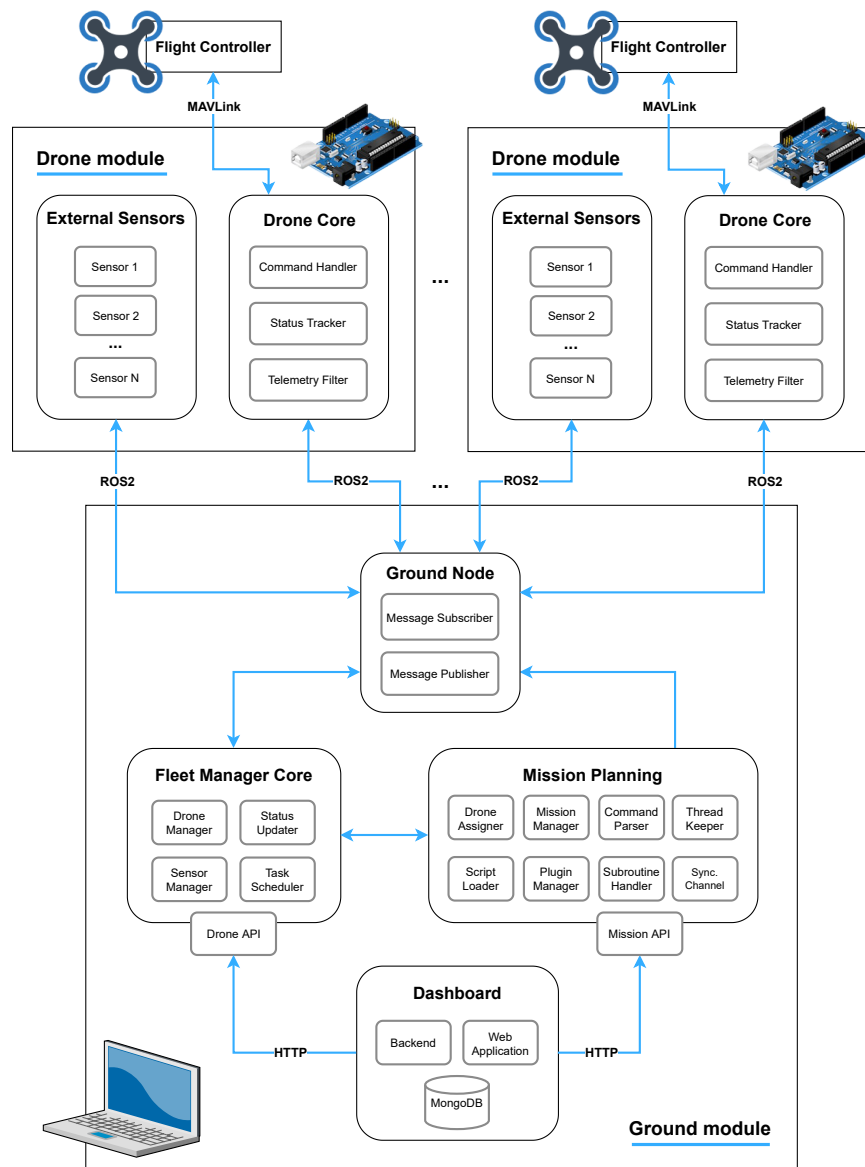 Flight Controller
Flight Controller
MAVLink
MAVLink
Drone module
Drone module
External Sensors
Sensor 1
Sensor 2
...
Sensor N
Drone Core
Command Handler
Status Tracker
Telemetry Filter
...
External Sensors
Sensor 1
Sensor 2
...
Sensor N
Drone Core
Command Handler
Status Tracker
Telemetry Filter
ROS2
ROS2
...
ROS2
ROS2
Ground Node
Message Subscriber
Message Publisher
Fleet Manager Core
Drone
Manager
Status
Updater
Sensor
Manager
Task
Scheduler
Drone API
Mission Planning
Drone
Assigner
Mission
Manager
Command
Parser
Thread
Keeper
Script
Loader
Plugin
Manager
Subroutine
Handler
Sync.
Channel
Mission API
HTTP
HTTP
Dashboard
Backend
Web
Application
MongoDB
Ground module